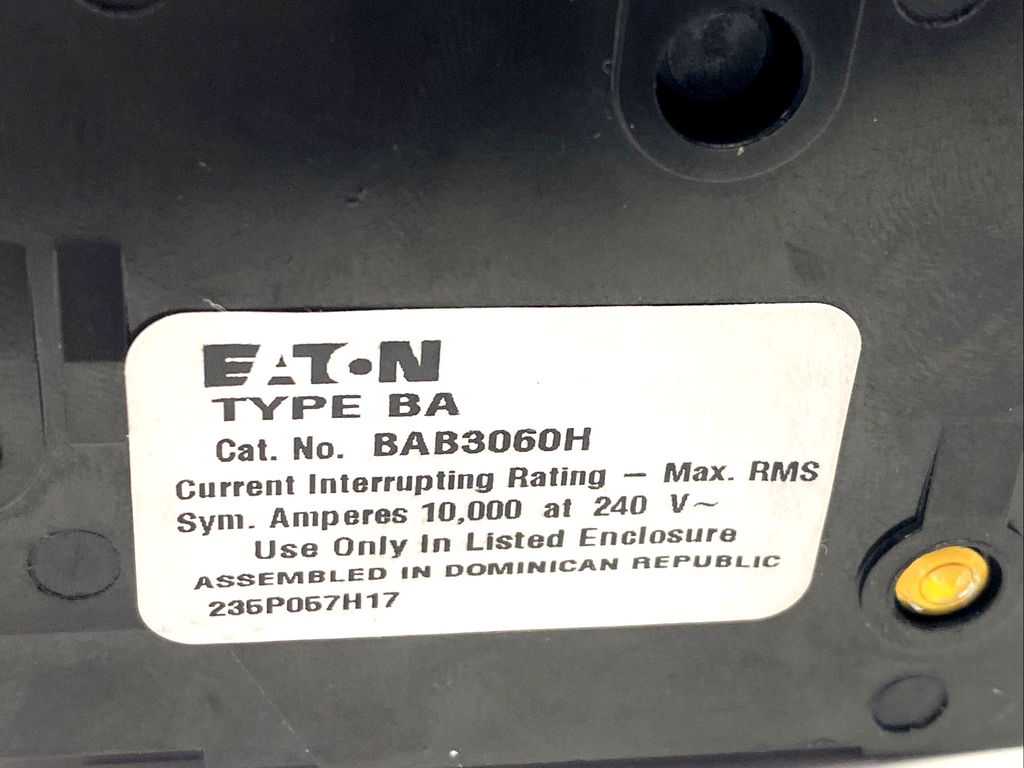 EATON
TYPE BA
Cat. No. BAB3060H
Current Interrupting Rating — Max. RMS
Sym. Amperes 10,000 at 240 V~
Use Only In Listed Enclosure
ASSEMBLED IN DOMINICAN REPUBLIC
236P067H17